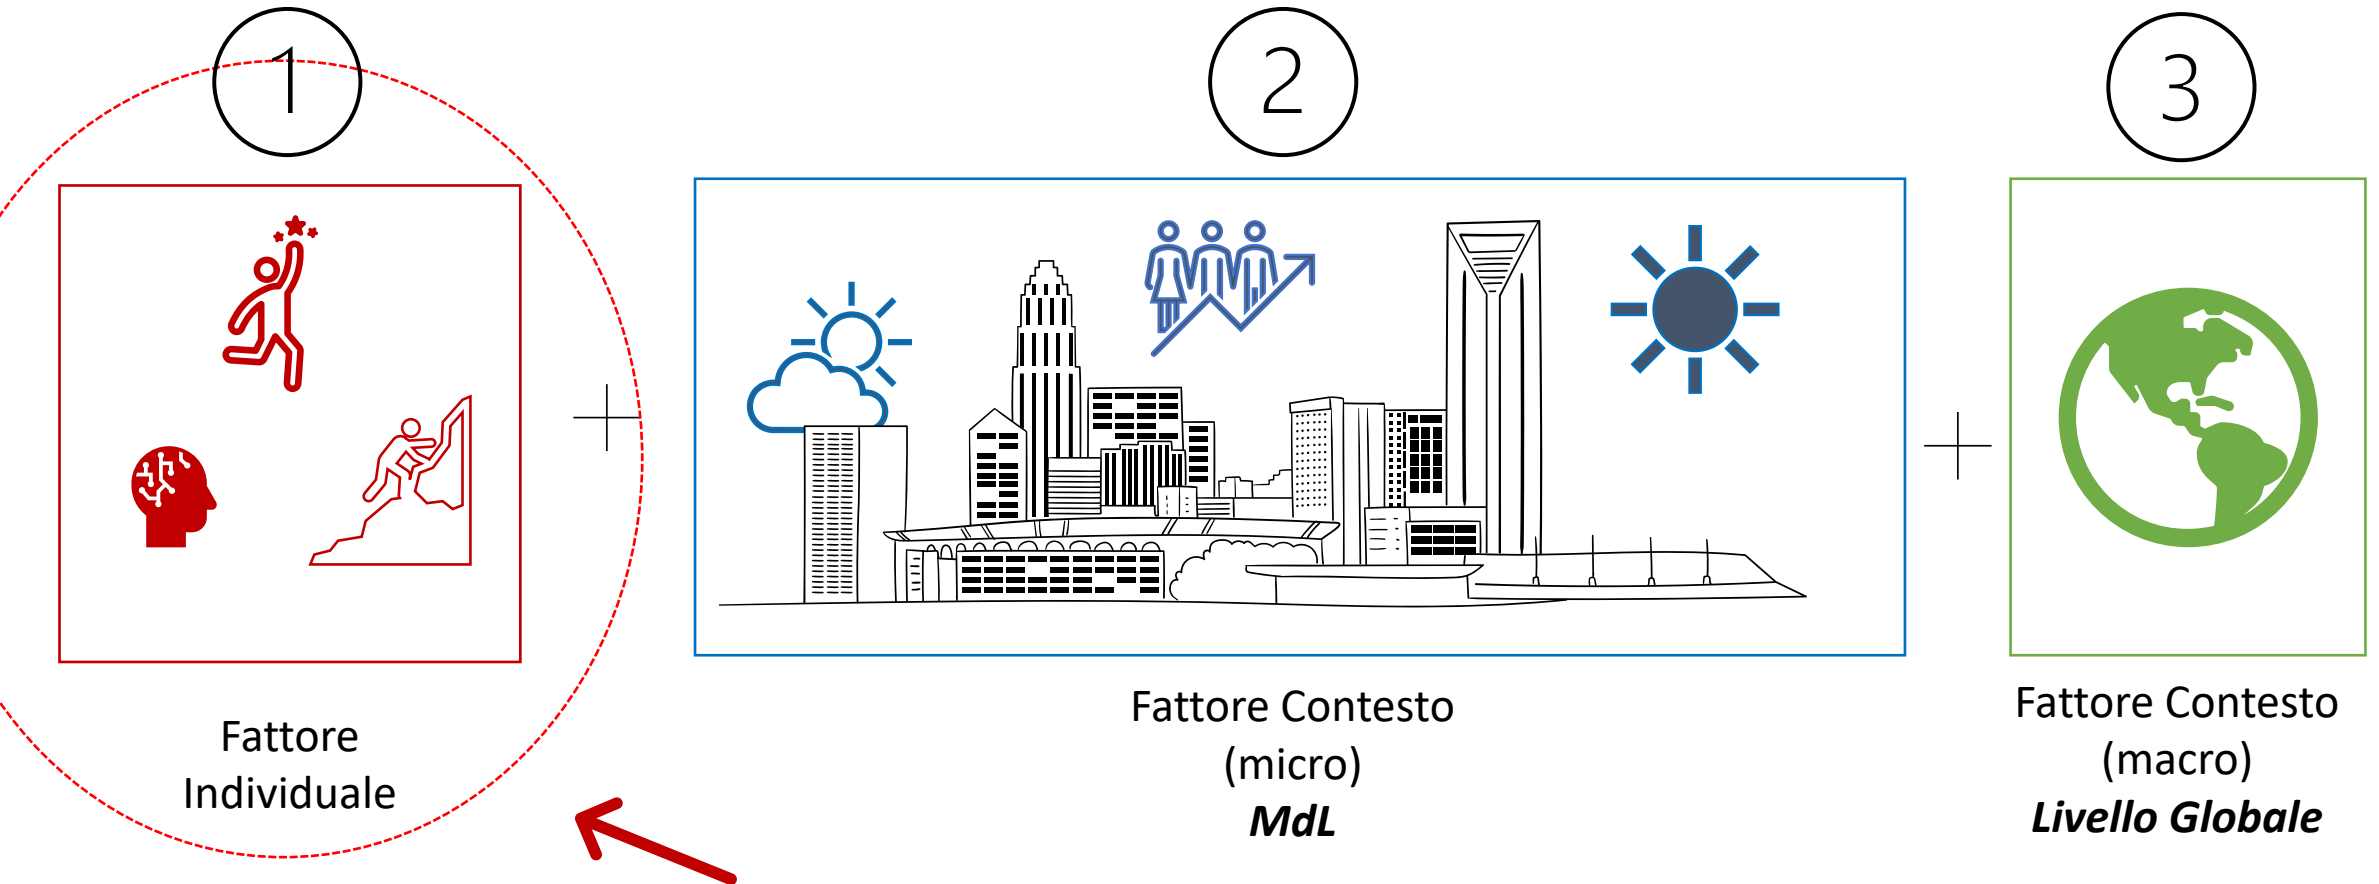 1
2
3
Fattore
Individuale
Fattore Contesto
(micro)
MdL
Fattore Contesto
(macro)
Livello Globale